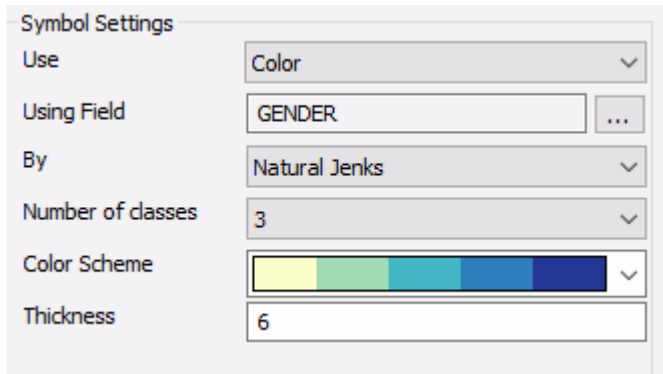 Symbol Settings
Use Color
Using Field GENDER ...
By Natural Jenks
Number of classes 3
Color Scheme
Thickness 6